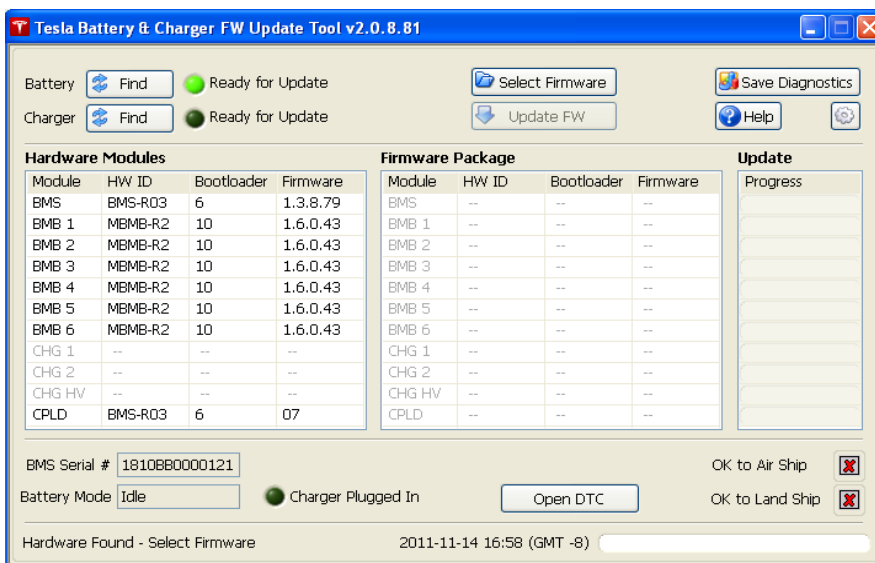 Tesla Battery & Charger FW Update Tool v2.0.8.81
Battery Find Ready for Update Select Firmware Save Diagnostics
Charger Find Ready for Update Update FW Help
Hardware Modules Firmware Package Update
Module HW ID Bootloader Firmware Module HW ID Bootloader Firmware Progress
BMS BMS-R03 6 1.3.8.79 BMS -- -- --
BMB 1 MBMB-R2 10 1.6.0.43 BMB 1 -- -- --
BMB 2 MBMB-R2 10 1.6.0.43 BMB 2 -- -- --
BMB 3 MBMB-R2 10 1.6.0.43 BMB 3 -- -- --
BMB 4 MBMB-R2 10 1.6.0.43 BMB 4 -- -- --
BMB 5 MBMB-R2 10 1.6.0.43 BMB 5 -- -- --
BMB 6 MBMB-R2 10 1.6.0.43 BMB 6 -- -- --
CHG 1 -- -- -- CHG 1 -- -- --
CHG 2 -- -- -- CHG 2 -- -- --
CHG HV -- -- -- CHG HV -- -- --
CPLD BMS-R03 6 07 CPLD -- -- --
BMS Serial # 1810BB0000121 OK to Air Ship
Battery Mode Idle Charger Plugged In Open DTC OK to Land Ship
Hardware Found - Select Firmware 2011-11-14 16:58 (GMT -8)